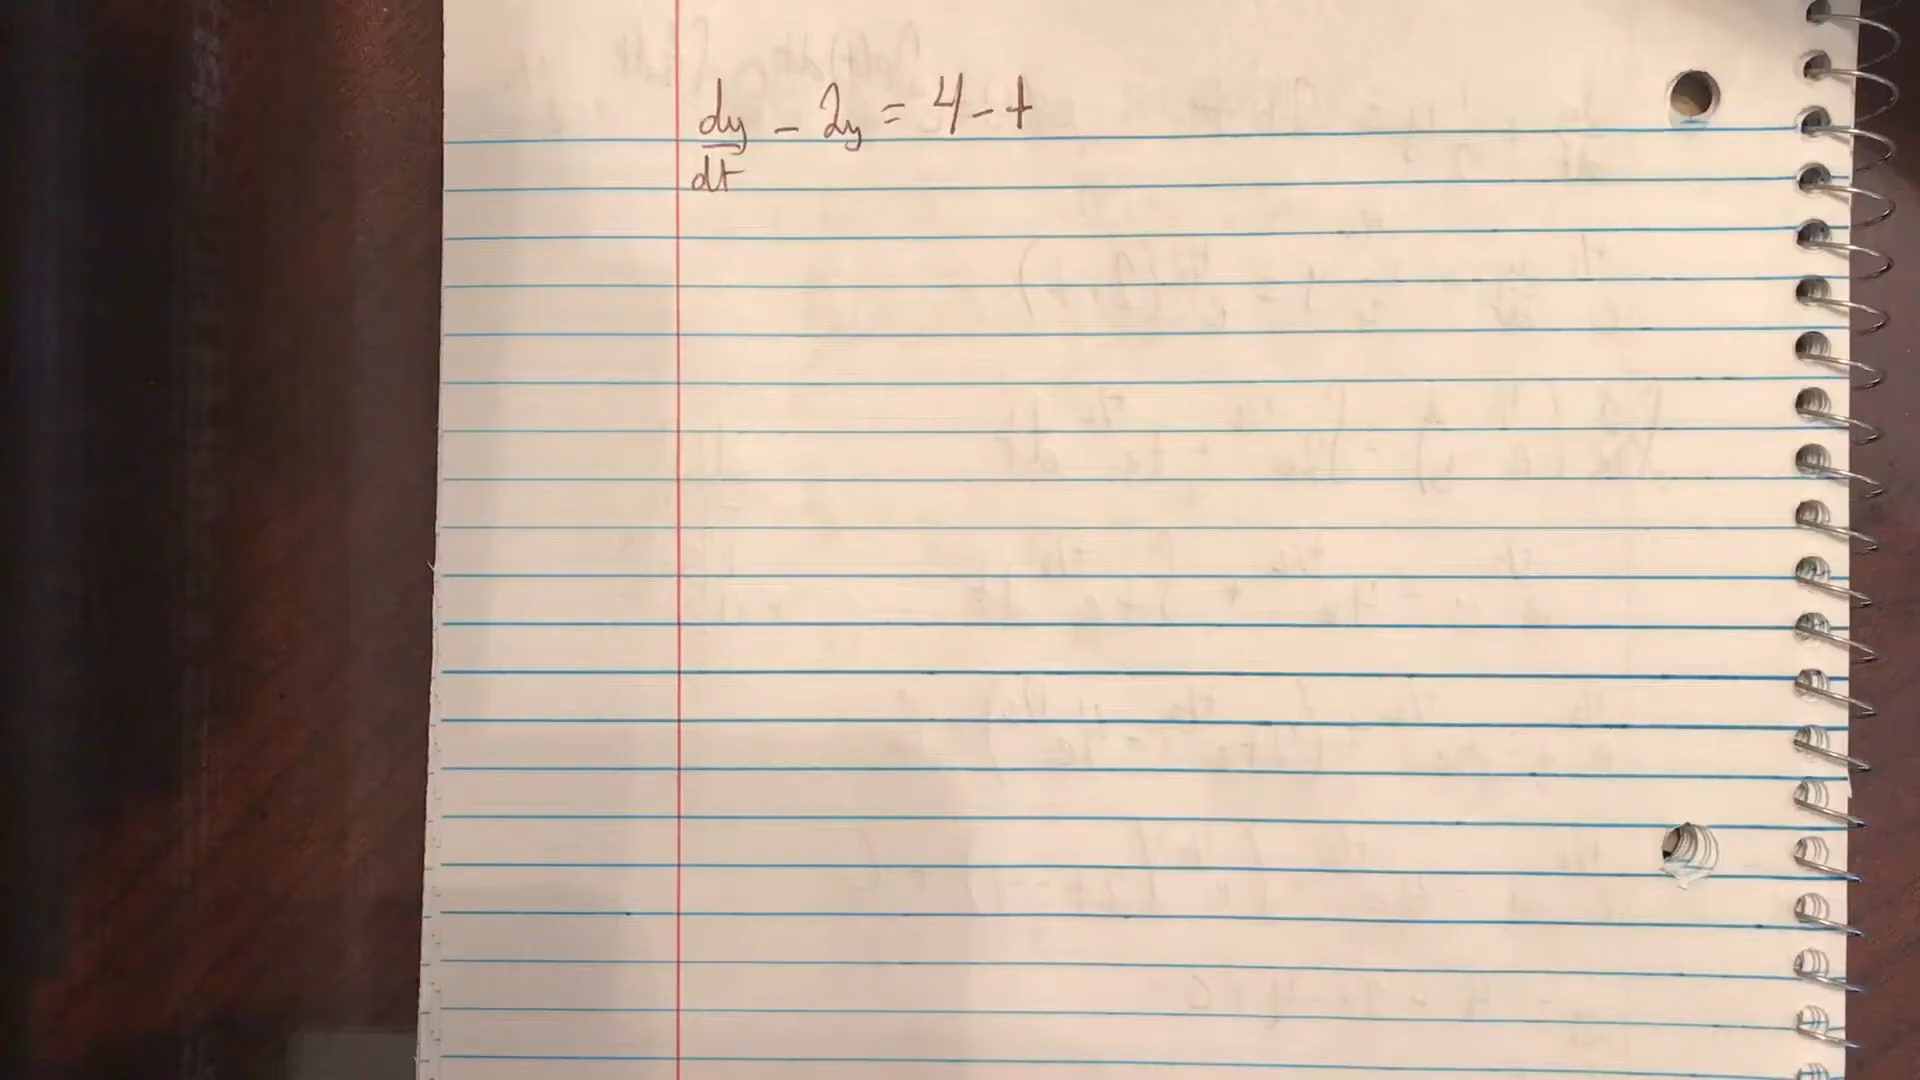 dy/dt - 2y = 4 - t